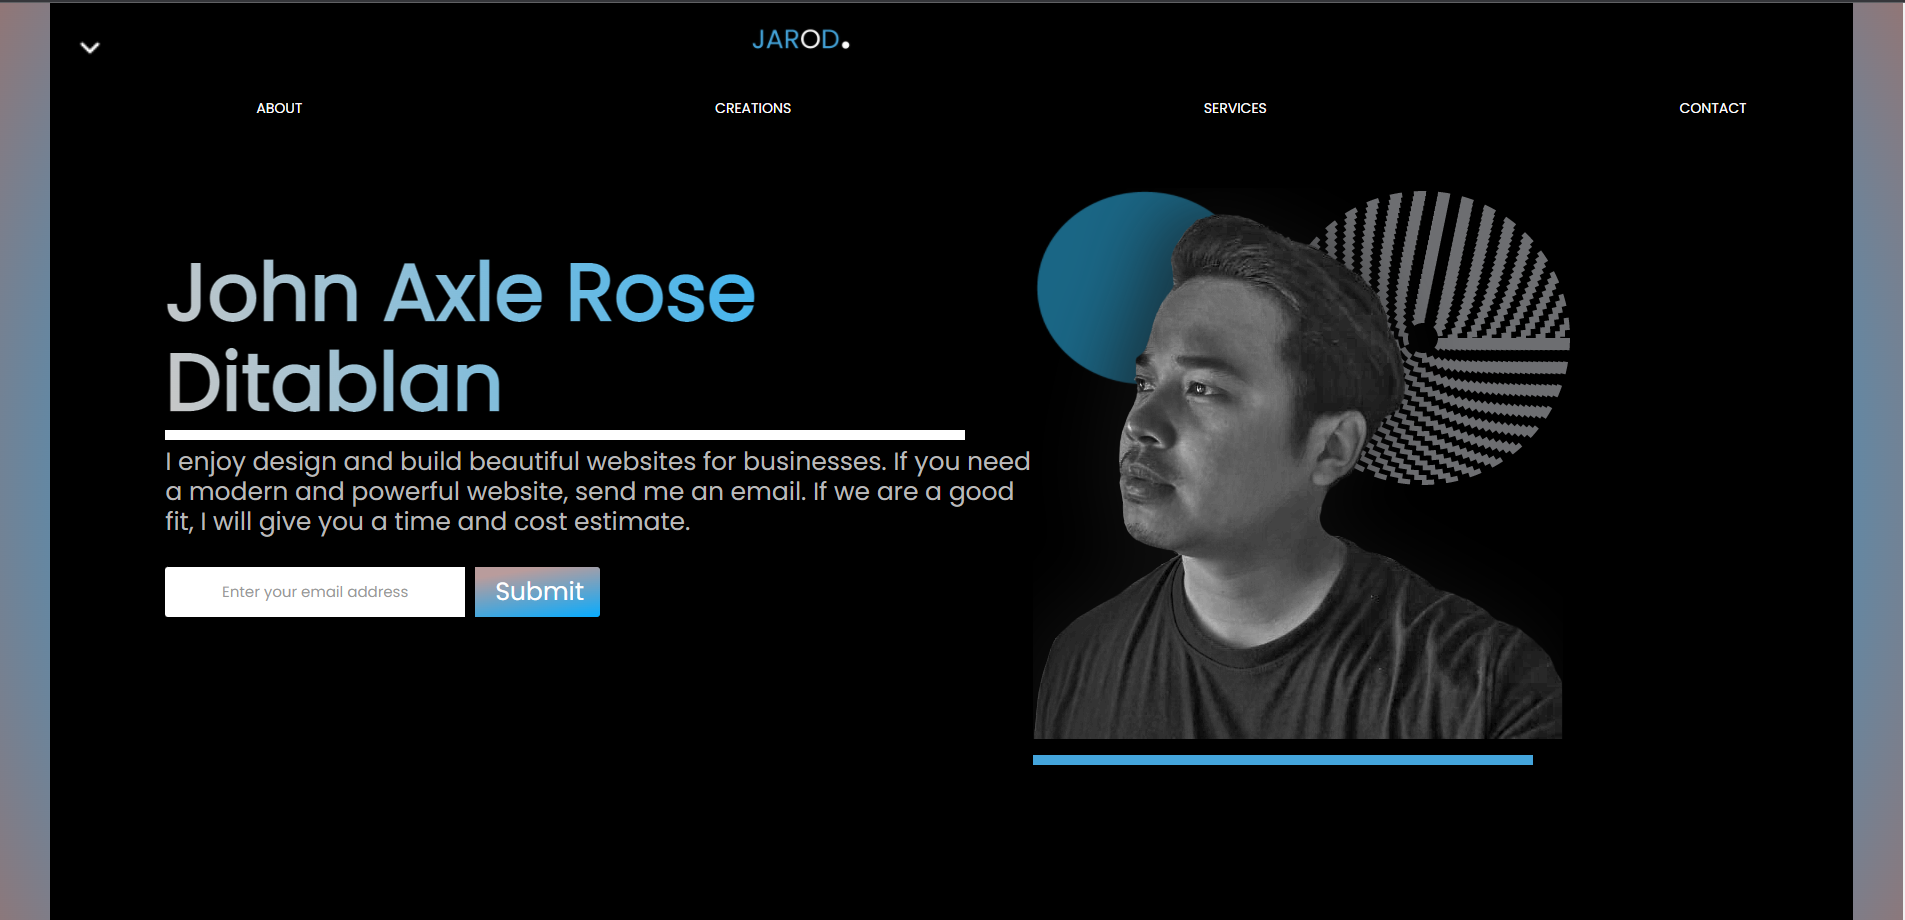 JAROD.
ABOUT
CREATIONS
SERVICES
CONTACT
John Axle Rose
Ditablan
I enjoy design and build beautiful websites for businesses. If you need
a modern and powerful website, send me an email. If we are a good
fit, I will give you a time and cost estimate.
Enter your email address
Submit